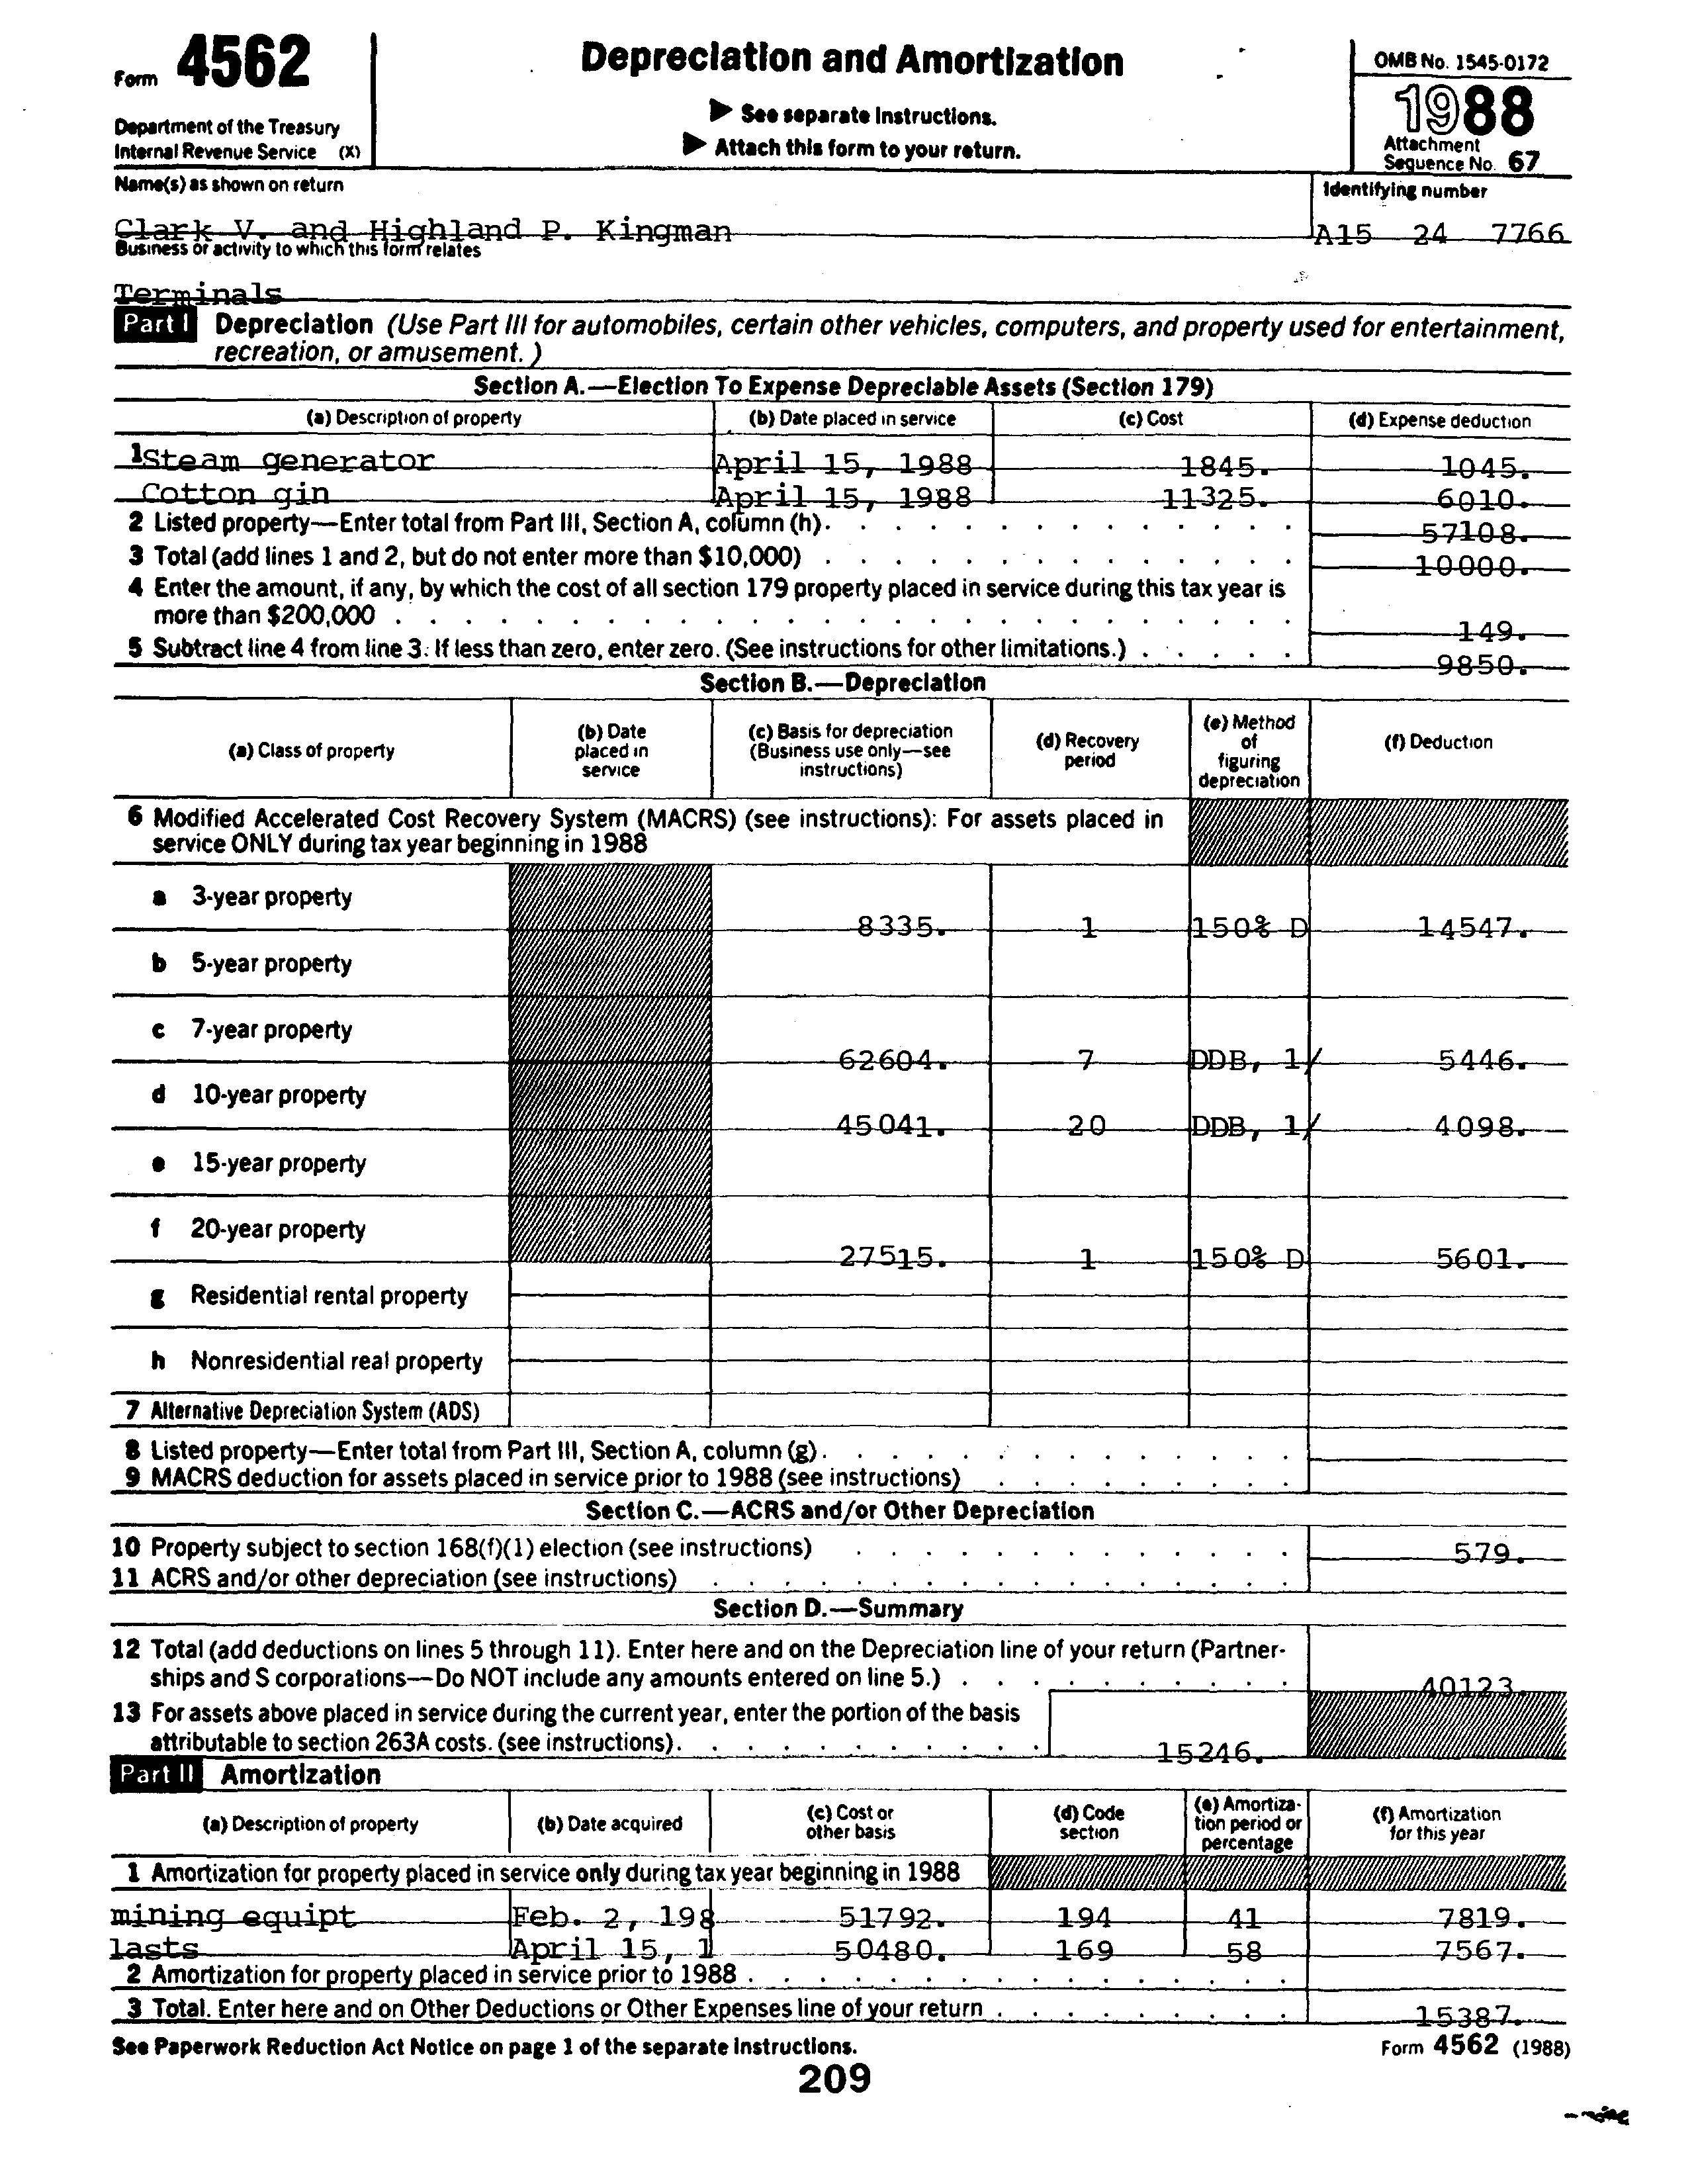 Form 4562
Department of the Treasury
Internal Revenue Service (X)
Depreciation and Amortization
▶ See separate Instructions.
▶ Attach this form to your return.
OMB No. 1545-0172
1988
Attachment
Sequence No. 67
Name(s) as shown on return
Identifying number
Clark V. and Highland P. Kingman
A15 24 7766
Business or activity to which this form relates
Terminals
Part I Depreciation (Use Part III for automobiles, certain other vehicles, computers, and property used for entertainment,
recreation, or amusement.)
Section A.—Election To Expense Depreciable Assets (Section 179)
(a) Description of property (b) Date placed in service (c) Cost (d) Expense deduction
1 Steam generator April 15, 1988 1845. 1045.
Cotton gin April 15, 1988 11325. 6010.
2 Listed property—Enter total from Part III, Section A, column (h). 57108.
3 Total (add lines 1 and 2, but do not enter more than $10,000) 10000.
4 Enter the amount, if any, by which the cost of all section 179 property placed in service during this tax year is
more than $200,000 149.
5 Subtract line 4 from line 3. If less than zero, enter zero. (See instructions for other limitations.) 9850.
Section B.—Depreciation
(a) Class of property
(b) Date
placed in
service
(c) Basis for depreciation
(Business use only—see
instructions)
(d) Recovery
period
(e) Method
of
figuring
depreciation
(f) Deduction
6 Modified Accelerated Cost Recovery System (MACRS) (see instructions): For assets placed in
service ONLY during tax year beginning in 1988
a 3-year property 8335. 1 150% D 14547.
b 5-year property
c 7-year property 62604. 7 DDB, 1/ 5446.
d 10-year property 45041. 20 DDB, 1/ 4098.
e 15-year property
f 20-year property 27515. 1 150% D 5601.
g Residential rental property
h Nonresidential real property
7 Alternative Depreciation System (ADS)
8 Listed property—Enter total from Part III, Section A, column (g).
9 MACRS deduction for assets placed in service prior to 1988 (see instructions)
Section C.—ACRS and/or Other Depreciation
10 Property subject to section 168(f)(1) election (see instructions) 579.
11 ACRS and/or other depreciation (see instructions)
Section D.—Summary
12 Total (add deductions on lines 5 through 11). Enter here and on the Depreciation line of your return (Partner-
ships and S corporations—Do NOT include any amounts entered on line 5.) 40123.
13 For assets above placed in service during the current year, enter the portion of the basis
attributable to section 263A costs. (see instructions). 15246.
Part II Amortization
(a) Description of property
(b) Date acquired
(c) Cost or
other basis
(d) Code
section
(e) Amortiza-
tion period or
percentage
(f) Amortization
for this year
1 Amortization for property placed in service only during tax year beginning in 1988
mining equipt Feb. 2, 198 51792. 194 41 7819.
lasts April 15, 1 50480. 169 58 7567.
2 Amortization for property placed in service prior to 1988
3 Total. Enter here and on Other Deductions or Other Expenses line of your return 15387.
See Paperwork Reduction Act Notice on page 1 of the separate Instructions.
Form 4562 (1988)
209